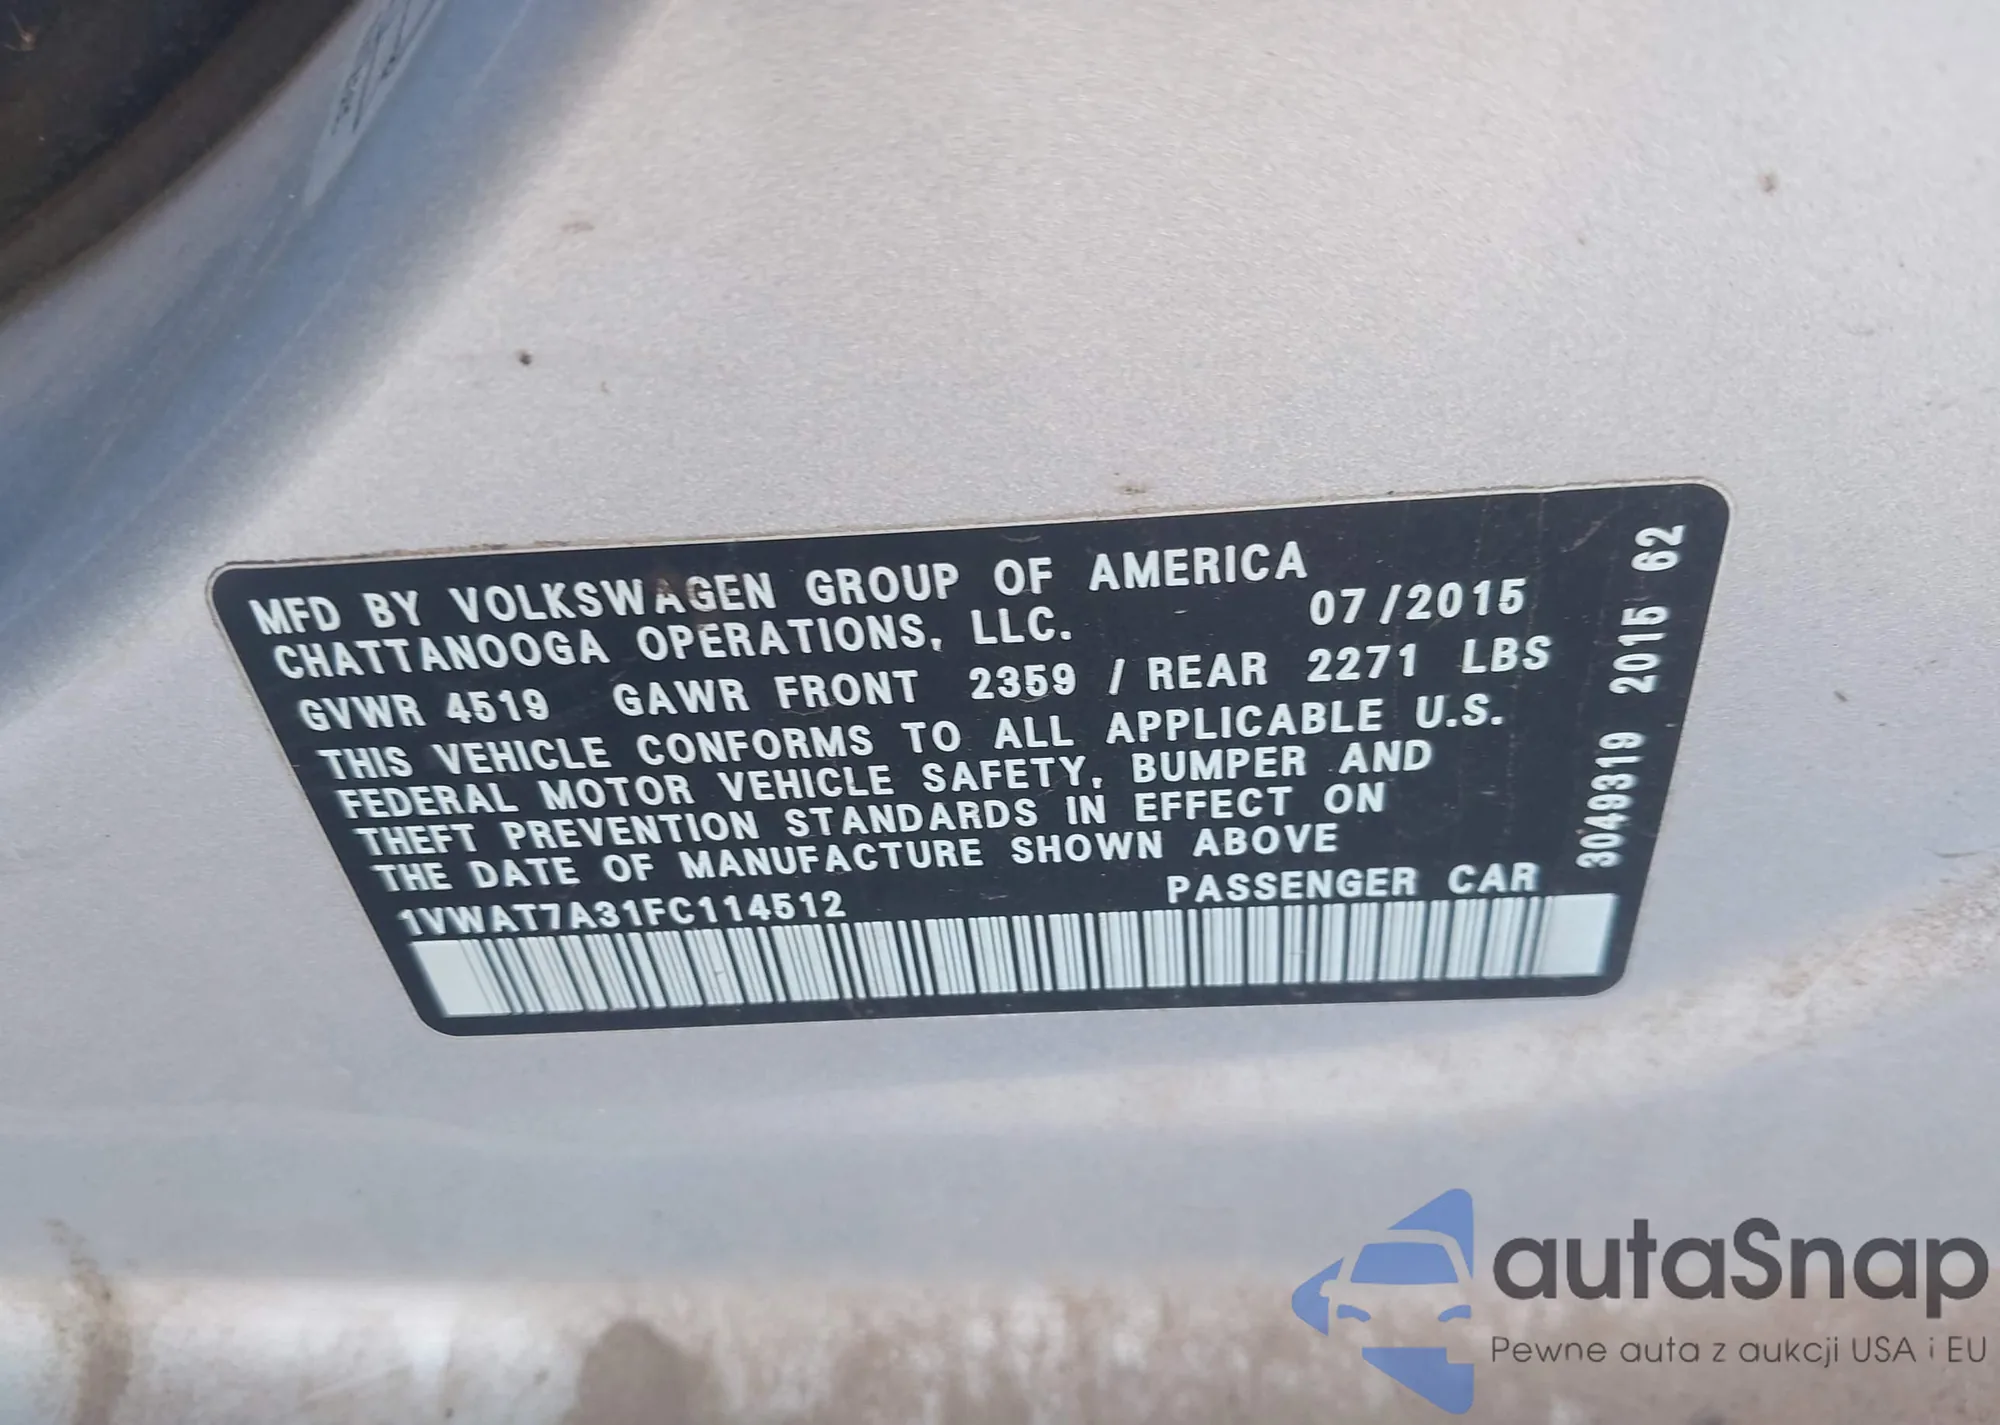 MFD BY VOLKSWAGEN GROUP OF AMERICA
CHATTANOOGA OPERATIONS, LLC. 07/2015
GVWR 4519 GAWR FRONT 2359 / REAR 2271 LBS
THIS VEHICLE CONFORMS TO ALL APPLICABLE U.S.
FEDERAL MOTOR VEHICLE SAFETY, BUMPER AND
THEFT PREVENTION STANDARDS IN EFFECT ON
THE DATE OF MANUFACTURE SHOWN ABOVE
1VWAT7A31FC114512 PASSENGER CAR
3049319 2015 62
autaSnap
Pewne auta z aukcji USA i EU